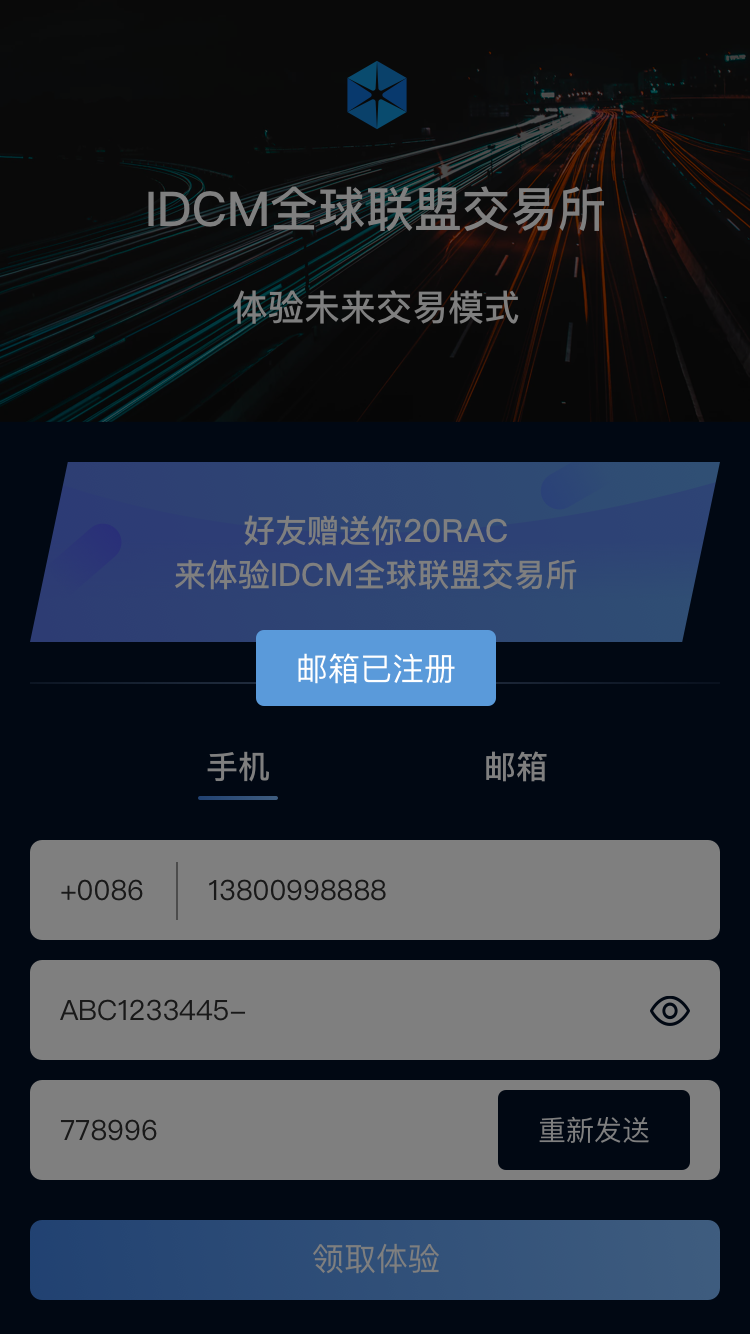 IDCM全球联盟交易所
体验未来交易模式
好友赠送你20RAC
来体验IDCM全球联盟交易所
邮箱已注册
手机 邮箱
+0086 13800998888
ABC1233445–
778996 重新发送
领取体验